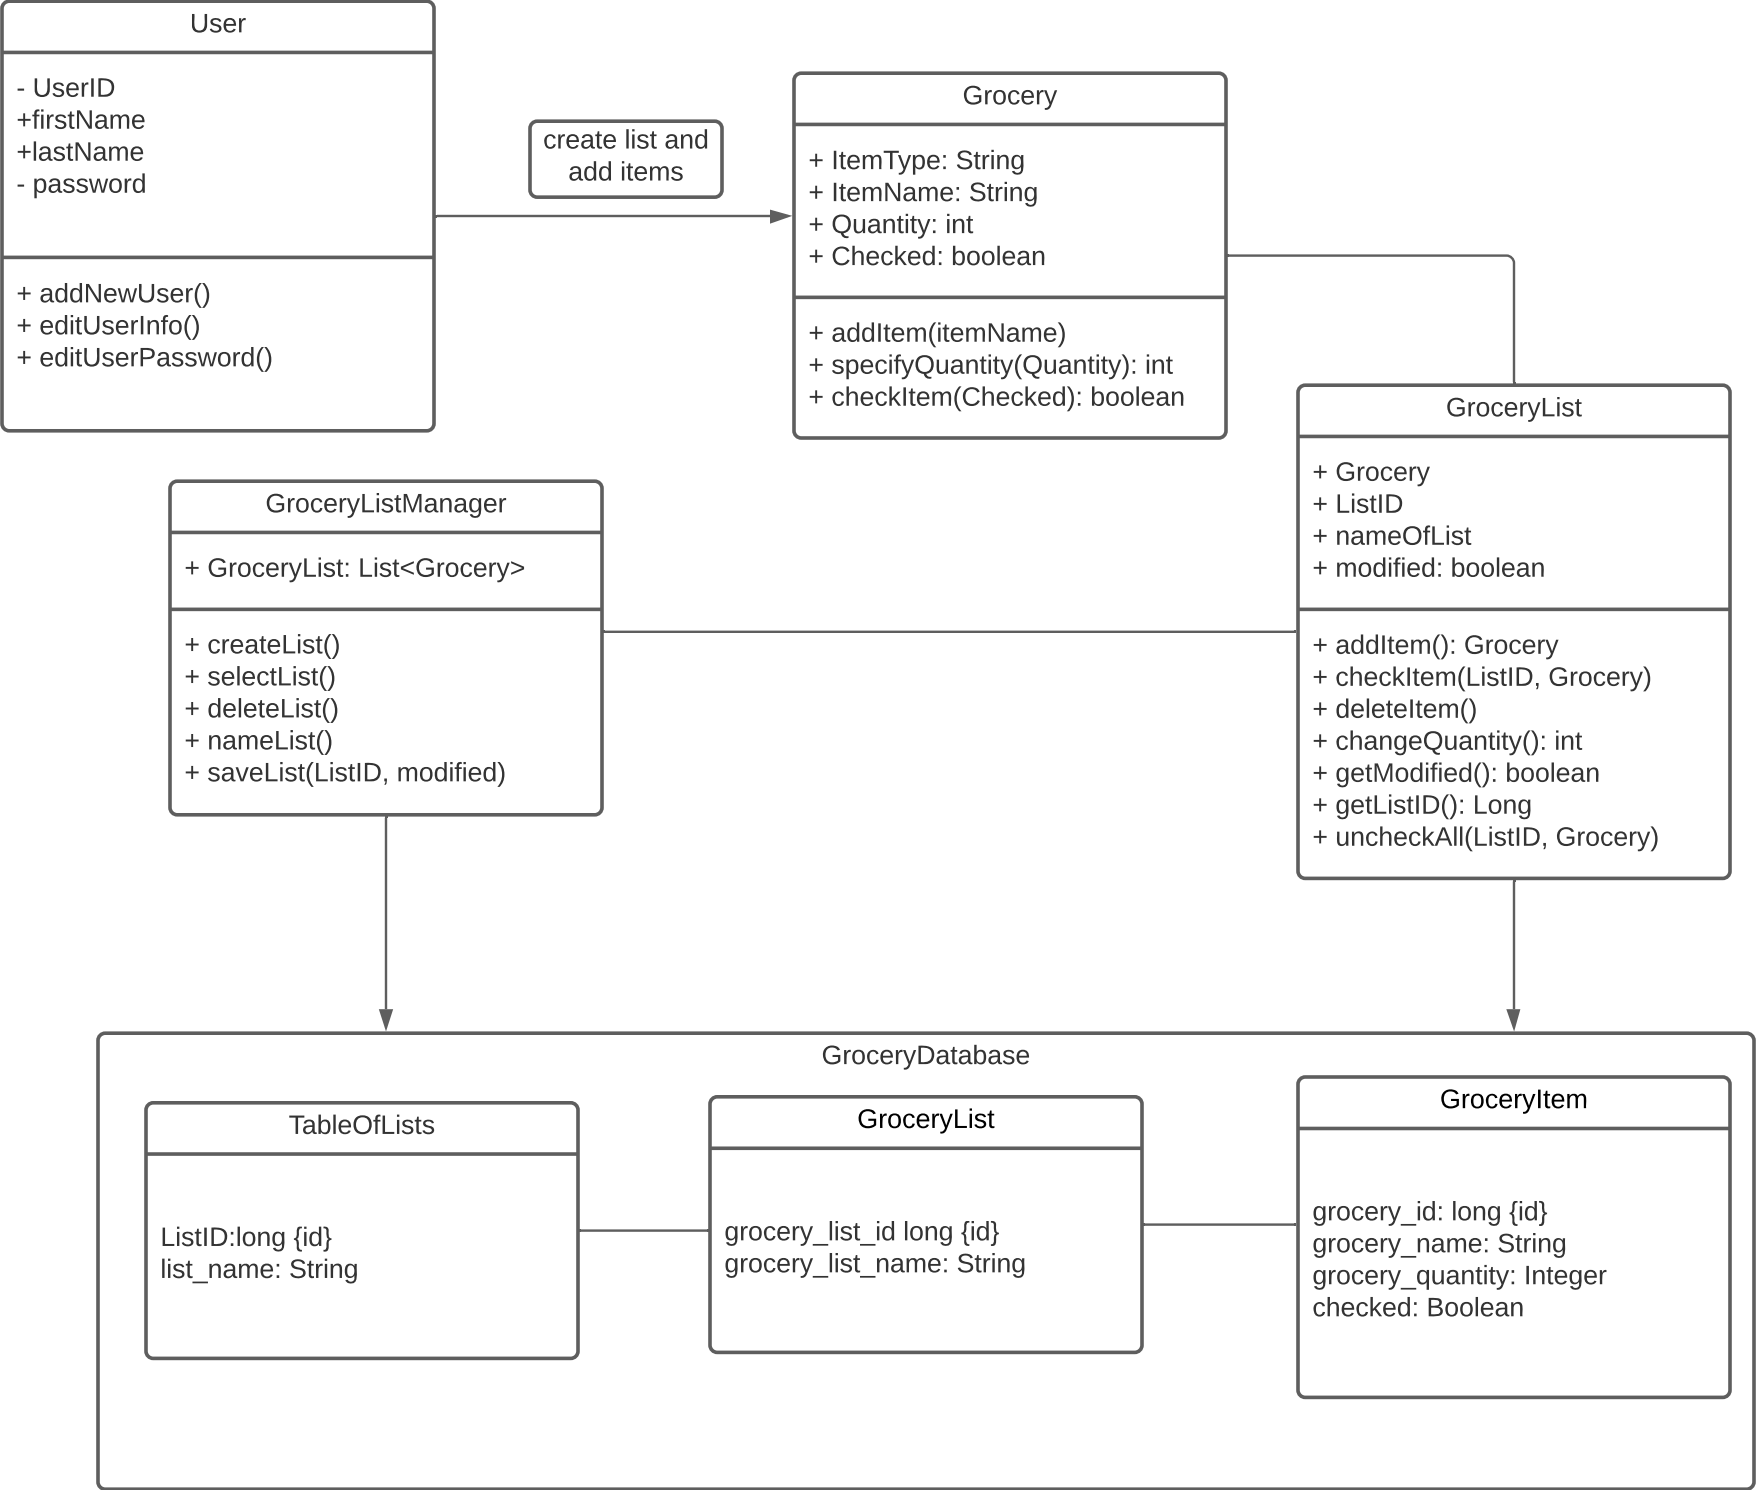 User
- UserID
+firstName
+lastName
- password
+ addNewUser()
+ editUserInfo()
+ editUserPassword()
create list and
add items
Grocery
+ ItemType: String
+ ItemName: String
+ Quantity: int
+ Checked: boolean
+ addItem(itemName)
+ specifyQuantity(Quantity): int
+ checkItem(Checked): boolean
GroceryList
+ Grocery
+ ListID
+ nameOfList
+ modified: boolean
+ addItem(): Grocery
+ checkItem(ListID, Grocery)
+ deleteItem()
+ changeQuantity(): int
+ getModified(): boolean
+ getListID(): Long
+ uncheckAll(ListID, Grocery)
GroceryListManager
+ GroceryList: List<Grocery>
+ createList()
+ selectList()
+ deleteList()
+ nameList()
+ saveList(ListID, modified)
GroceryDatabase
TableOfLists
ListID:long {id}
list_name: String
GroceryList
grocery_list_id long {id}
grocery_list_name: String
GroceryItem
grocery_id: long {id}
grocery_name: String
grocery_quantity: Integer
checked: Boolean